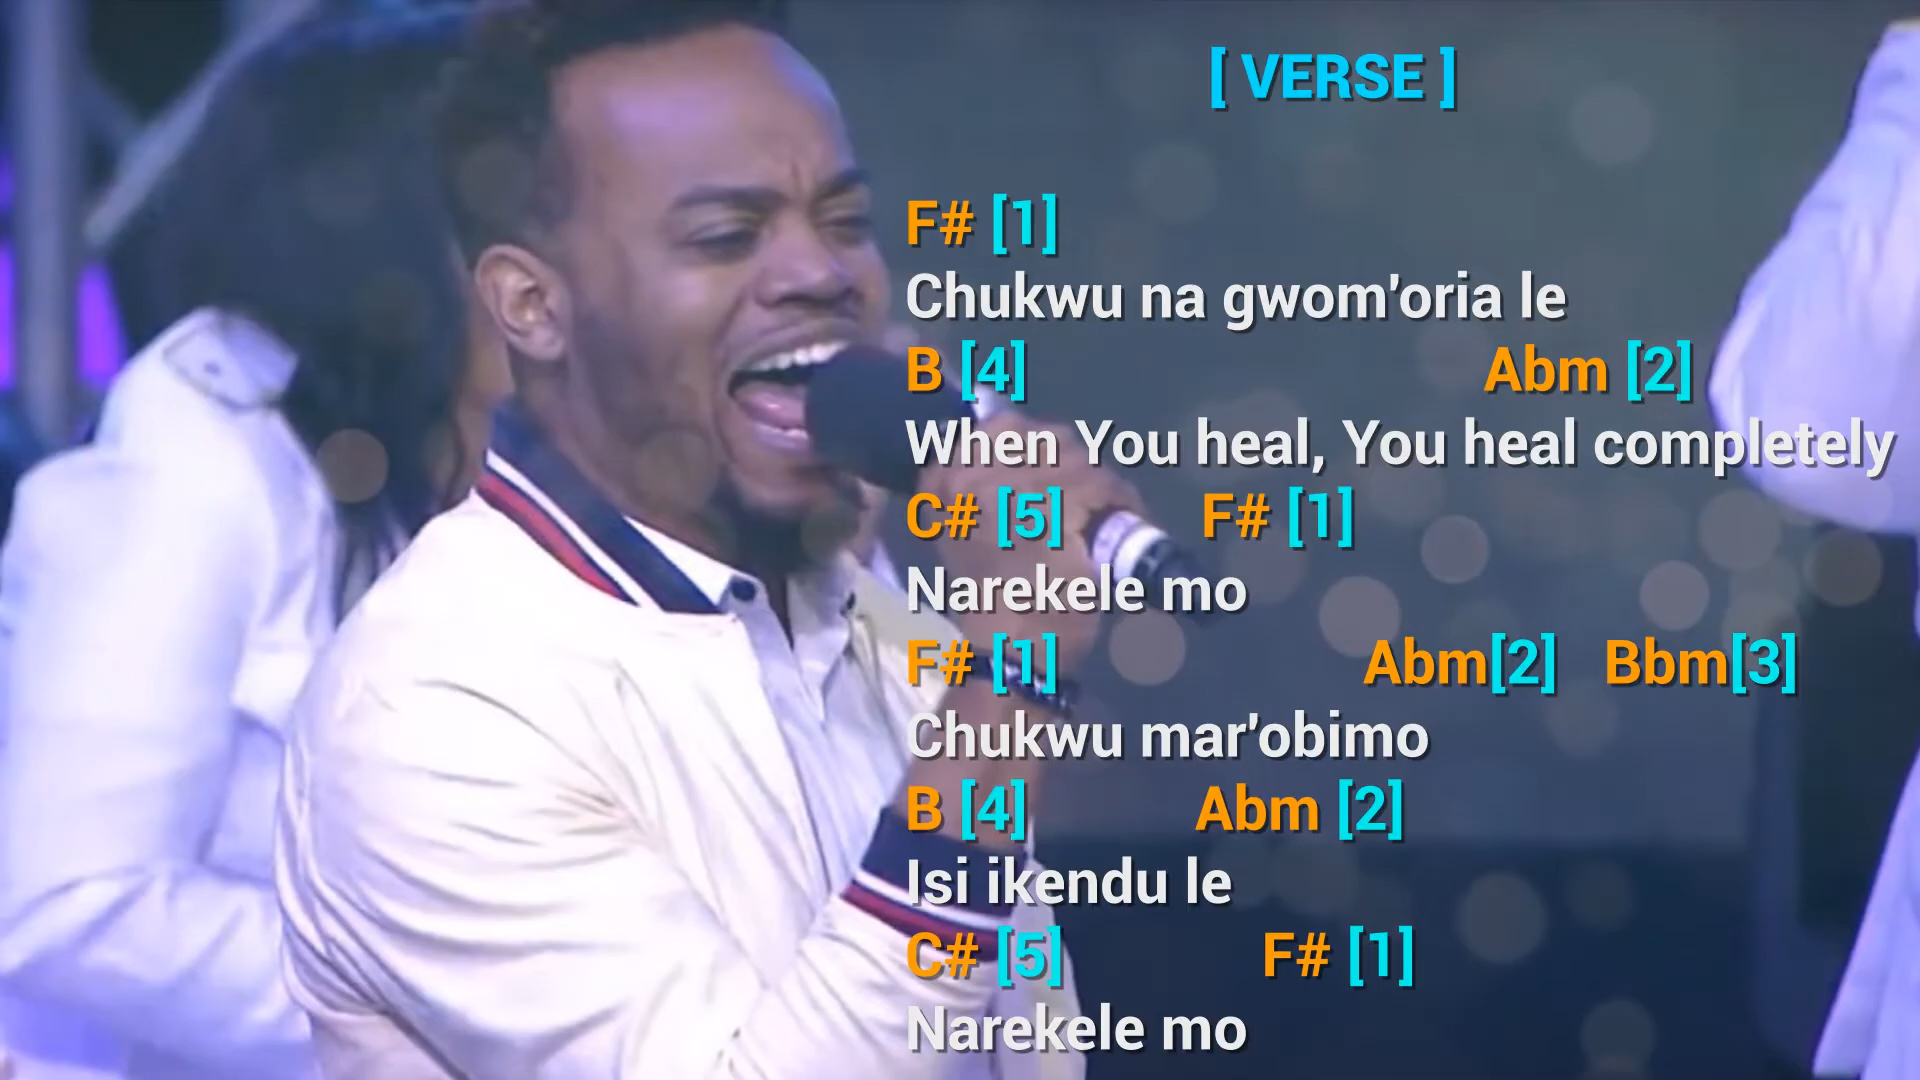 [ VERSE ]
F# [1]
Chukwu na gwom'oria le
B [4] Abm [2]
When You heal, You heal completely
C# [5] F# [1]
Narekele mo
F# [1] Abm[2] Bbm[3]
Chukwu mar'obimo
B [4] Abm [2]
Isi ikendu le
C# [5] F# [1]
Narekele mo